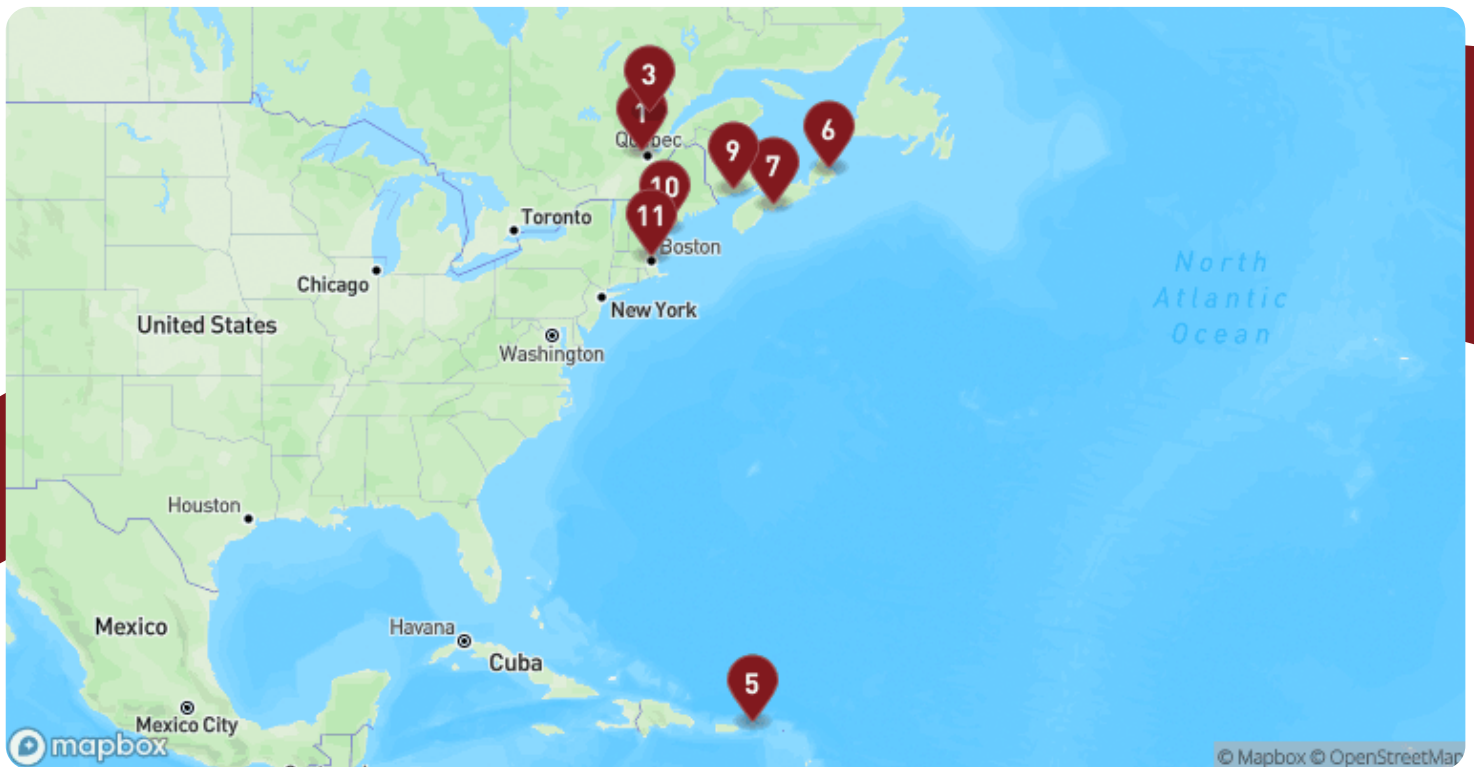 3
1
Quebec
6
9
7
10
11
Toronto
Boston
Chicago
New York
United States
Washington
North
Atlantic
Ocean
Houston
Mexico
Havana
Cuba
5
Mexico City
mapbox
© Mapbox © OpenStreetMap